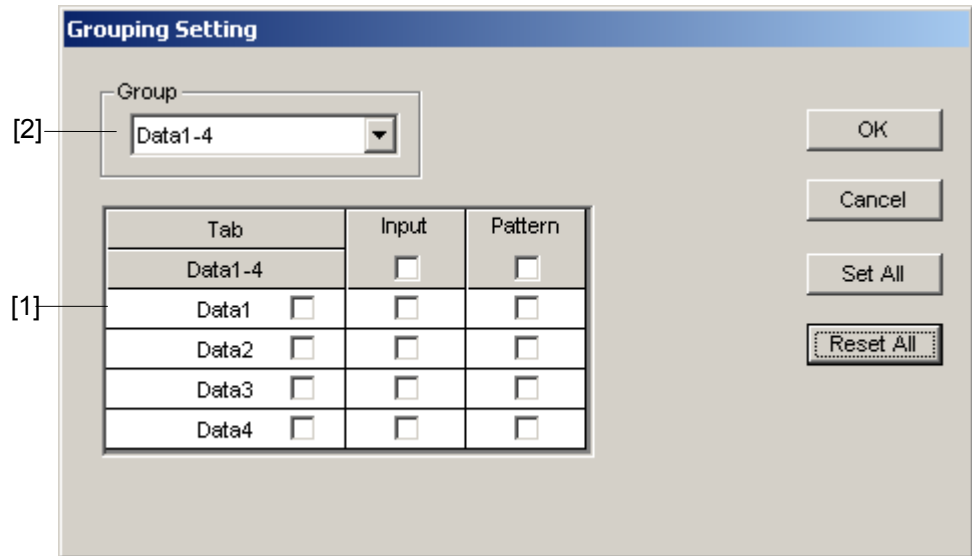 Grouping Setting
Group
[2]
Data1-4
OK
Cancel
Set All
Reset All
Tab Input Pattern
Data1-4
[1]
Data1
Data2
Data3
Data4